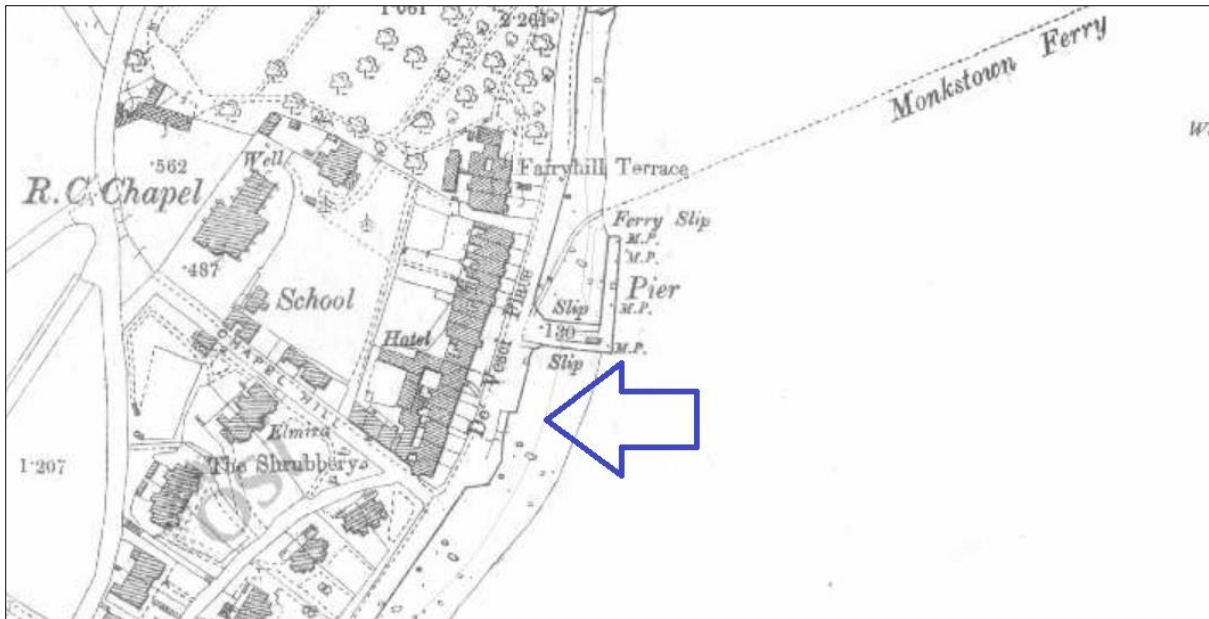 1·061
2·261
Monkstown Ferry
·562
Well
Fairyhill Terrace
R.C Chapel
Ferry Slip
M.P.
M.P.
·487
School
Pier
Slip
M.P.
·130
Hotel
De Vesci Place
Slip
M.P.
CHAPEL HILL
Elmira
1·207
The Shrubbery
OSI